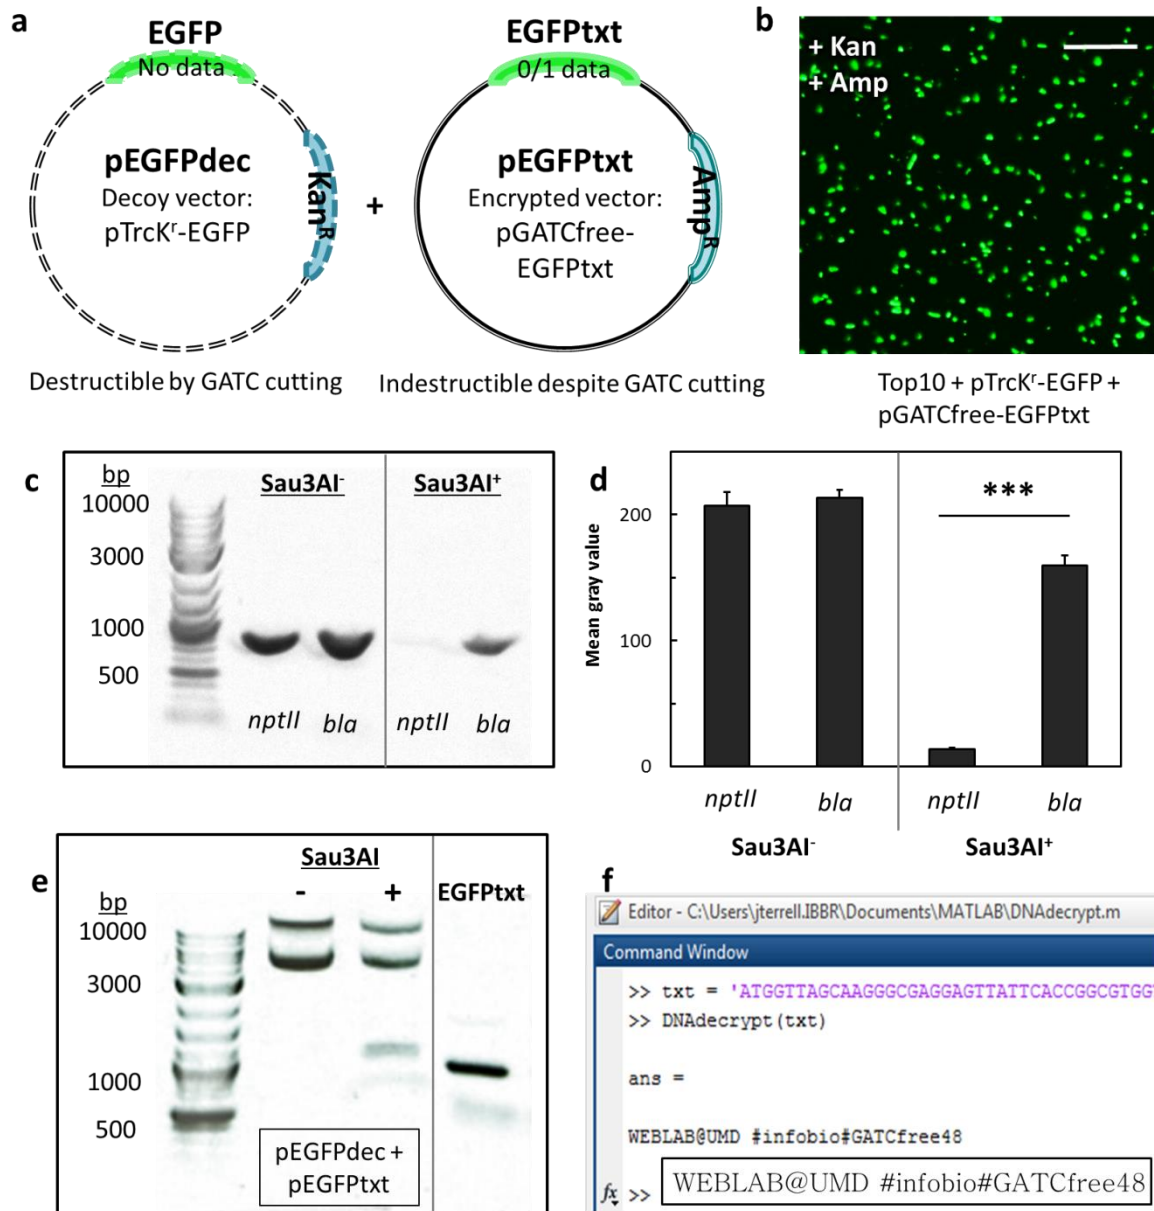 a
EGFP
No data
Kanᴿ
pEGFPdec
Decoy vector:
pTrcKʳ-EGFP
Destructible by GATC cutting
+
EGFPtxt
0/1 data
Ampᴿ
pEGFPtxt
Encrypted vector:
pGATCfree-
EGFPtxt
Indestructible despite GATC cutting
b
+ Kan
+ Amp
Top10 + pTrcKʳ-EGFP +
pGATCfree-EGFPtxt
c
bp
10000
3000
1000
500
Sau3AI⁻
Sau3AI⁺
nptII bla nptII bla
d
Mean gray value
200
100
0
***
nptII bla nptII bla
Sau3AI⁻ Sau3AI⁺
e
bp
10000
3000
1000
500
Sau3AI
- +
EGFPtxt
pEGFPdec +
pEGFPtxt
f
Editor - C:\Users\jterrell.IBBR\Documents\MATLAB\DNAdecrypt.m
Command Window
>> txt = 'ATGGTTAGCAAGGGCGAGGAGTTATTCACCGGCGTGG
>> DNAdecrypt(txt)
ans =
WEBLAB@UMD #infobio#GATCfree48
fx >>
WEBLAB@UMD #infobio#GATCfree48